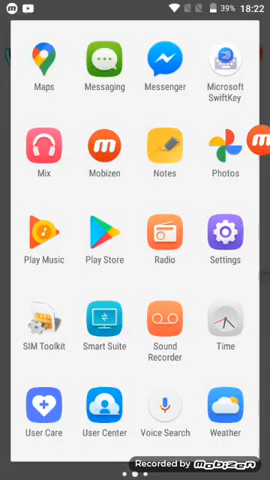 39% 18:22
Maps Messaging Messenger Microsoft
SwiftKey
Mix Mobizen Notes Photos
Play Music Play Store Radio Settings
SIM Toolkit Smart Suite Sound
Recorder Time
User Care User Center Voice Search Weather
Recorded by mobizen